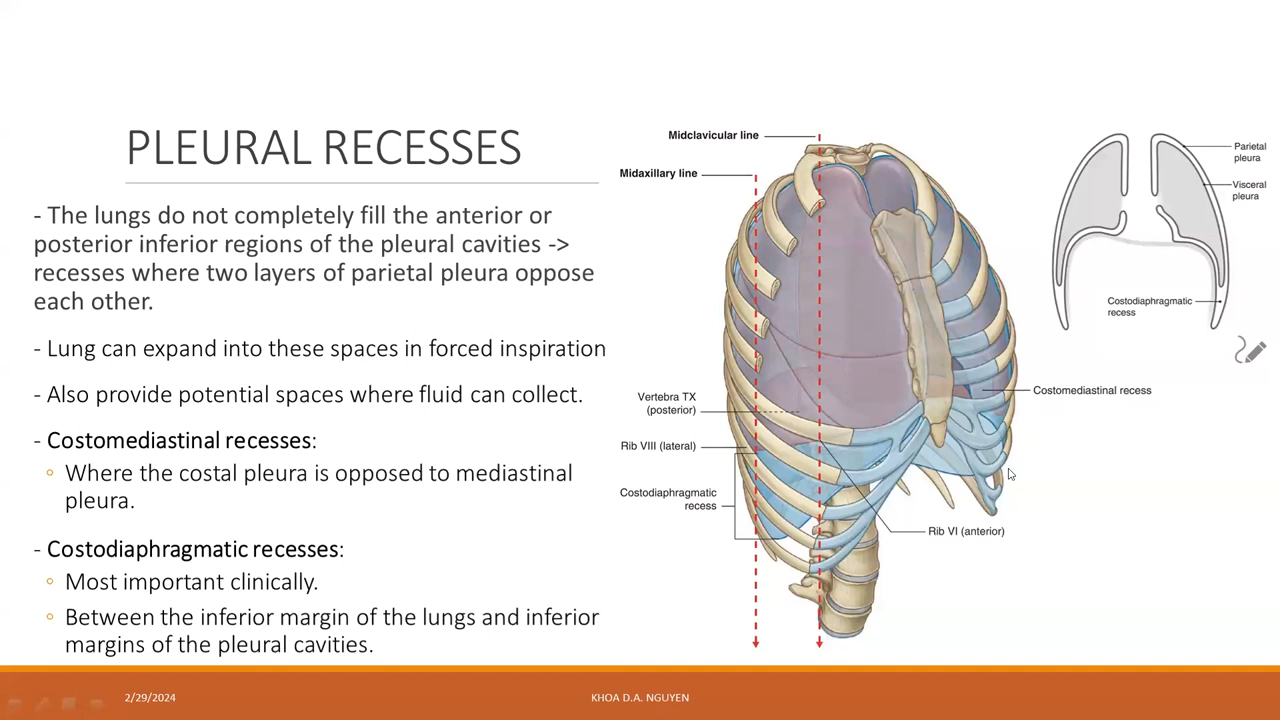 PLEURAL RECESSES
- The lungs do not completely fill the anterior or
posterior inferior regions of the pleural cavities ->
recesses where two layers of parietal pleura oppose
each other.
- Lung can expand into these spaces in forced inspiration
- Also provide potential spaces where fluid can collect.
- Costomediastinal recesses:
◦ Where the costal pleura is opposed to mediastinal
pleura.
- Costodiaphragmatic recesses:
◦ Most important clinically.
◦ Between the inferior margin of the lungs and inferior
margins of the pleural cavities.
Midclavicular line
Midaxillary line
Vertebra TX
(posterior)
Rib VIII (lateral)
Costodiaphragmatic
recess
Rib VI (anterior)
Costomediastinal recess
Parietal
pleura
Visceral
pleura
Costodiaphragmatic
recess
2/29/2024
KHOA D.A. NGUYEN